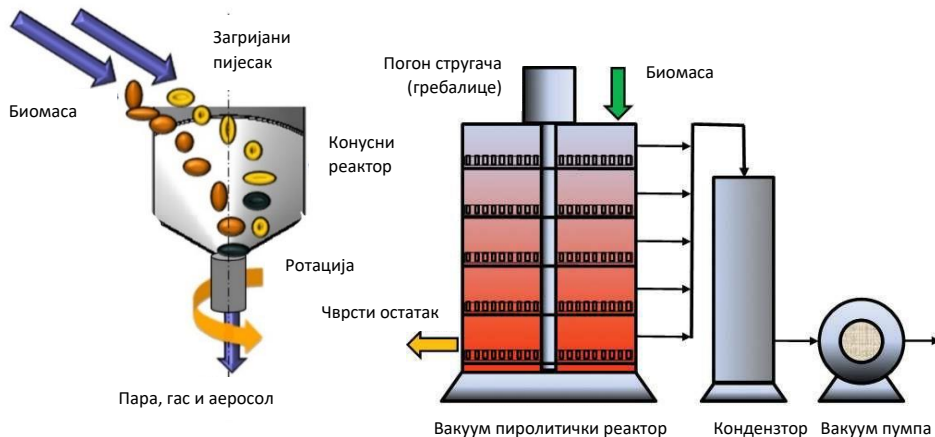 Загријани
пијесак
Биомаса
Конусни
реактор
Ротација
Пара, гас и аеросол
Погон стругача
(гребалице)
Биомаса
Чврсти остатак
Вакуум пиролитички реактор
Кондензтор
Вакуум пумпа